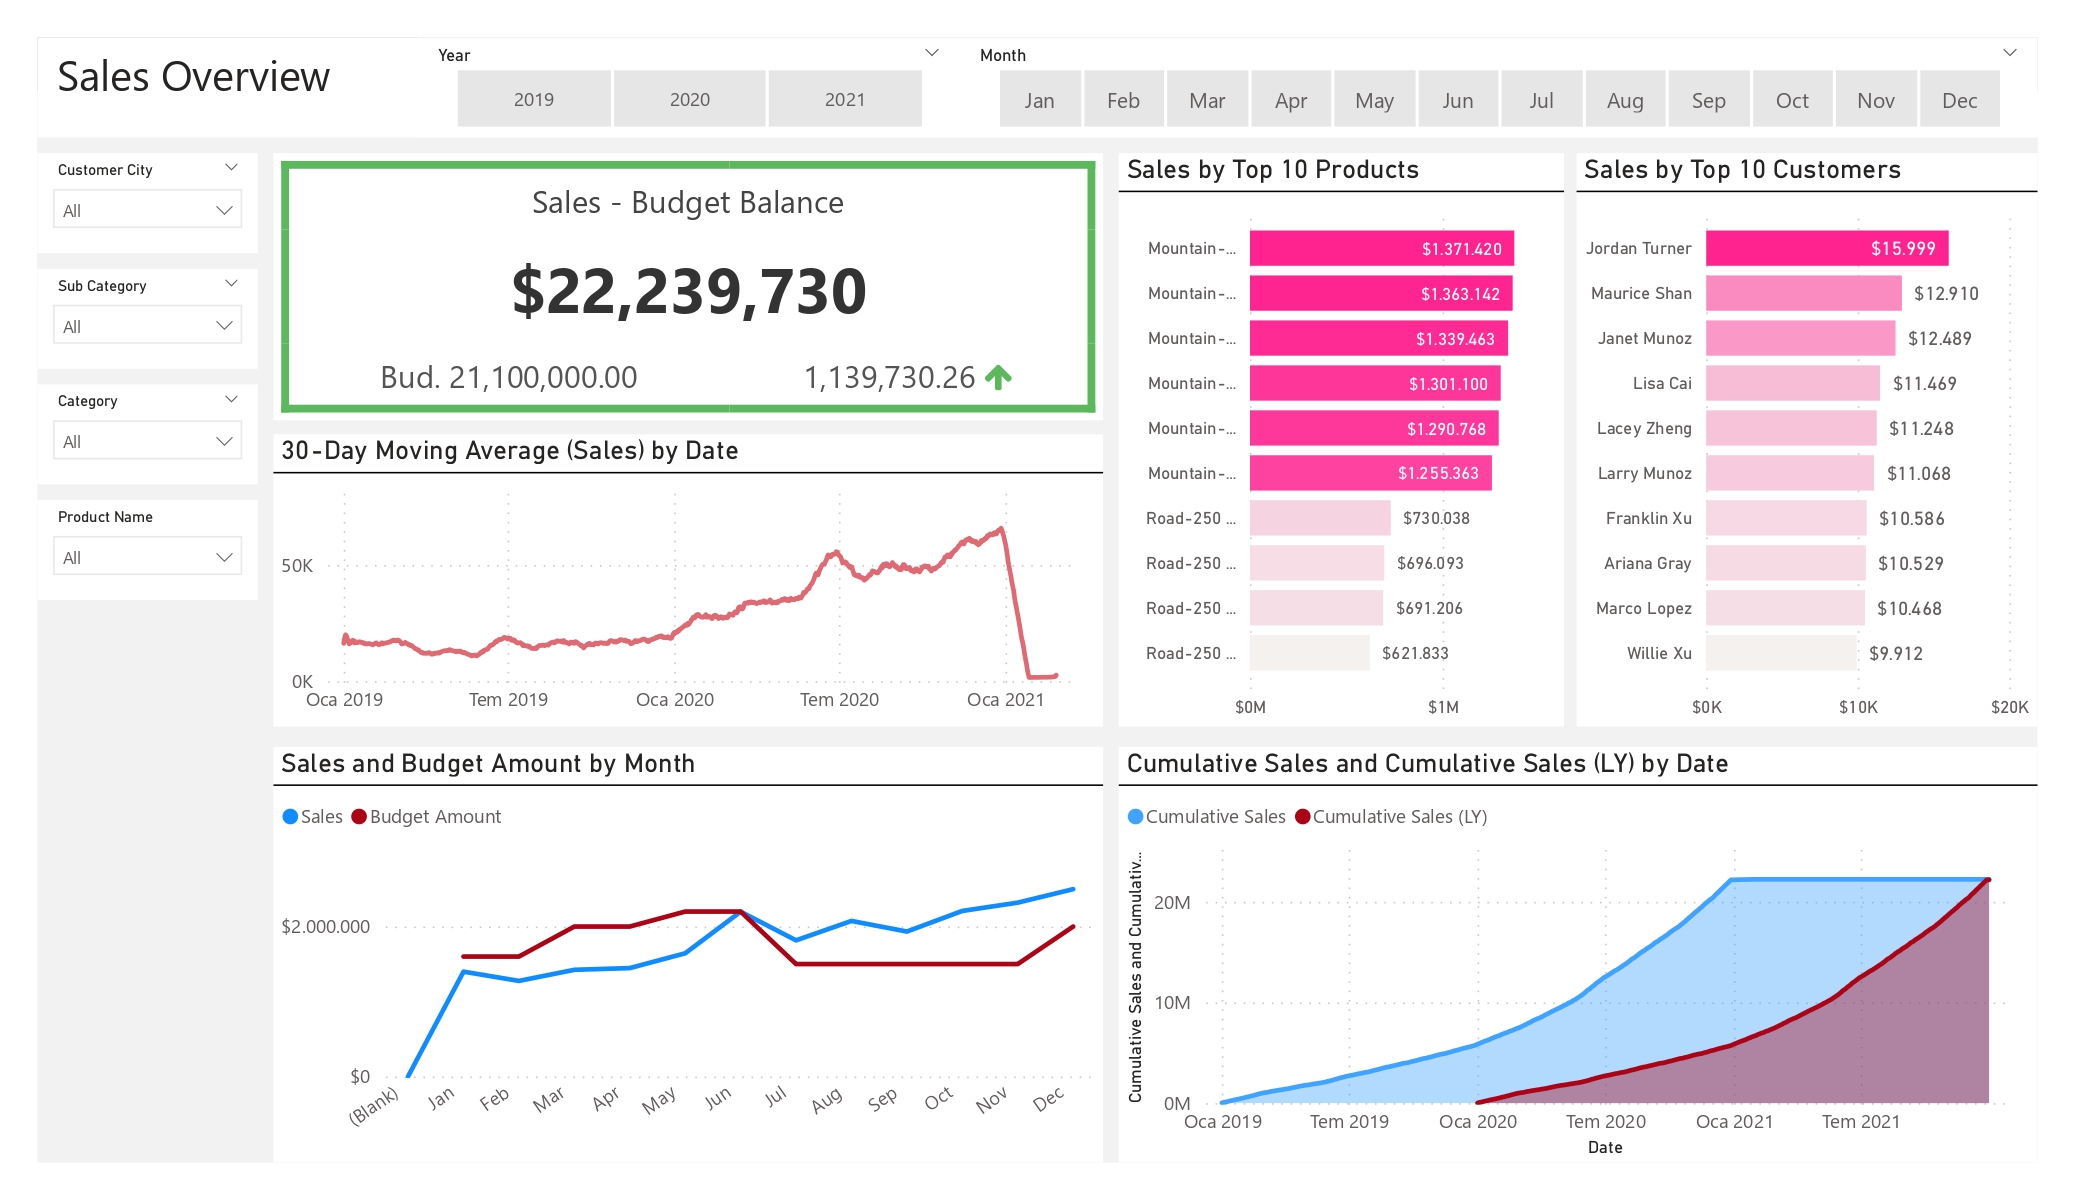 Sales Overview
Year
2019 2020 2021
Month
Jan Feb Mar Apr May Jun Jul Aug Sep Oct Nov Dec
Customer City
All
Sub Category
All
Category
All
Product Name
All
Sales - Budget Balance
$22,239,730
Bud. 21,100,000.00 1,139,730.26
30-Day Moving Average (Sales) by Date
50K
0K
Oca 2019 Tem 2019 Oca 2020 Tem 2020 Oca 2021
Sales by Top 10 Products
Mountain-... $1.371.420
Mountain-... $1.363.142
Mountain-... $1.339.463
Mountain-... $1.301.100
Mountain-... $1.290.768
Mountain-... $1.255.363
Road-250 ... $730.038
Road-250 ... $696.093
Road-250 ... $691.206
Road-250 ... $621.833
$0M $1M
Sales by Top 10 Customers
Jordan Turner $15.999
Maurice Shan $12.910
Janet Munoz $12.489
Lisa Cai $11.469
Lacey Zheng $11.248
Larry Munoz $11.068
Franklin Xu $10.586
Ariana Gray $10.529
Marco Lopez $10.468
Willie Xu $9.912
$0K $10K $20K
Sales and Budget Amount by Month
Sales Budget Amount
$2.000.000
$0
(Blank) Jan Feb Mar Apr May Jun Jul Aug Sep Oct Nov Dec
Cumulative Sales and Cumulative Sales (LY) by Date
Cumulative Sales Cumulative Sales (LY)
Cumulative Sales and Cumulativ...
20M
10M
0M
Oca 2019 Tem 2019 Oca 2020 Tem 2020 Oca 2021 Tem 2021
Date